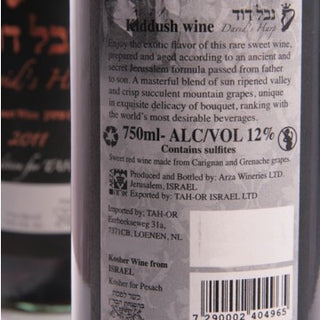 נבל דוד
Kiddush wine David's Harp
Enjoy the exotic flavor of this rare sweet wine,
prepared and aged according to an ancient and
secret Jerusalem formula passed from father
to son. A masterful blend of sun ripened valley
and crisp succulent mountain grapes, unique
in exquisite delicacy of bouquet, ranking with
the world's most desirable beverages.
750ml- ALC/VOL 12%
Contains sulfites
Sweet red wine made from Carignan and Grenache grapes.
Produced and Bottled by: Arza Wineries LTD.
Jerusalem, ISRAEL
Exported by: TAH-OR ISRAEL LTD
Imported by: TAH-OR
Eerbeekseweg 31a,
7371CB, LOENEN, NL
Kosher Wine from
ISRAEL
Kosher for Pesach
כשר לפסח
7 290002 404965
דוד
2011